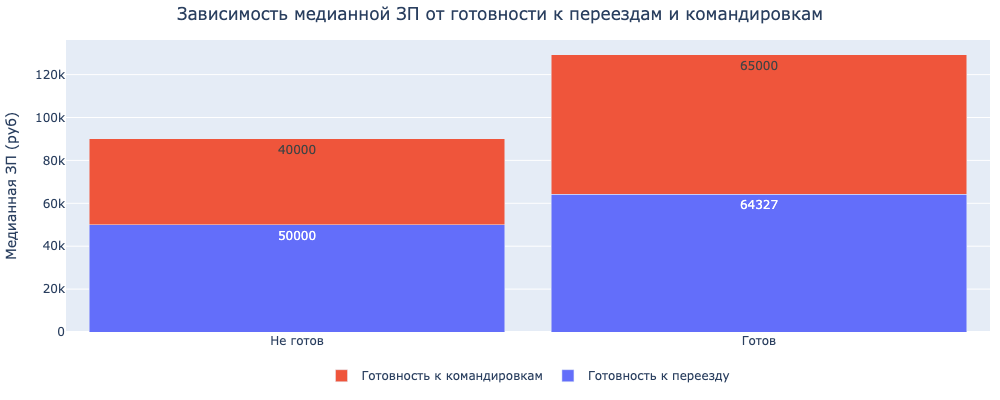 Зависимость медианной ЗП от готовности к переездам и командировкам
Медианная ЗП (руб)
120k
100k
80k
60k
40k
20k
0
40000
50000
65000
64327
Не готов
Готов
Готовность к командировкам
Готовность к переезду